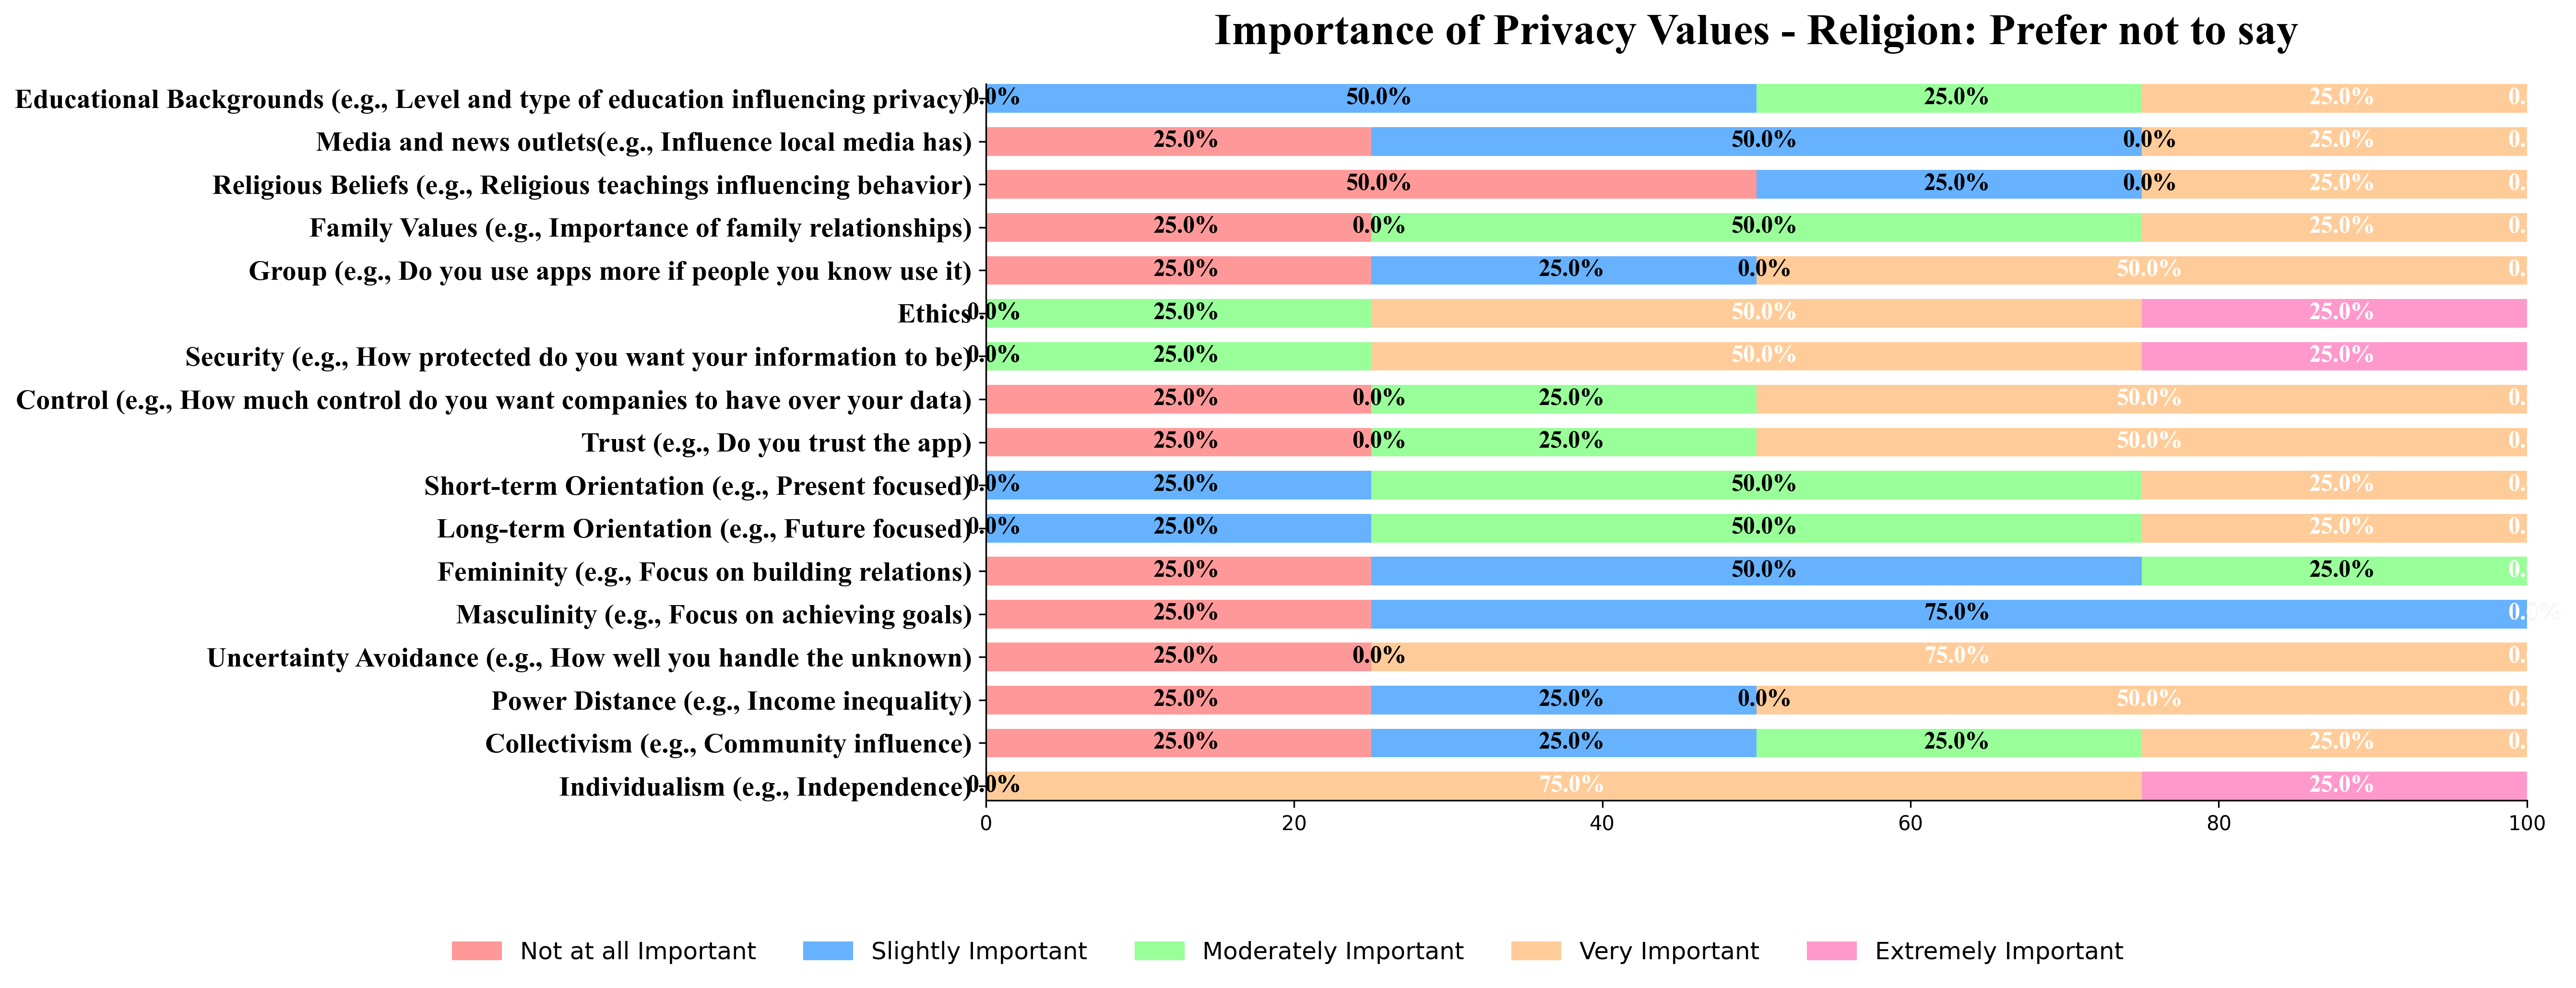 Importance of Privacy Values - Religion: Prefer not to say
Educational Backgrounds (e.g., Level and type of education influencing privacy) 0.0% 50.0% 25.0% 25.0% 0.
Media and news outlets(e.g., Influence local media has) 25.0% 50.0% 0.0% 25.0% 0.
Religious Beliefs (e.g., Religious teachings influencing behavior) 50.0% 25.0% 0.0% 25.0% 0.
Family Values (e.g., Importance of family relationships) 25.0% 0.0% 50.0% 25.0% 0.
Group (e.g., Do you use apps more if people you know use it) 25.0% 25.0% 0.0% 50.0% 0.
Ethics 0.0% 25.0% 50.0% 25.0%
Security (e.g., How protected do you want your information to be) 0.0% 25.0% 50.0% 25.0%
Control (e.g., How much control do you want companies to have over your data) 25.0% 0.0% 25.0% 50.0% 0.
Trust (e.g., Do you trust the app) 25.0% 0.0% 25.0% 50.0% 0.
Short-term Orientation (e.g., Present focused) 0.0% 25.0% 50.0% 25.0% 0.
Long-term Orientation (e.g., Future focused) 0.0% 25.0% 50.0% 25.0% 0.
Femininity (e.g., Focus on building relations) 25.0% 50.0% 25.0% 0.
Masculinity (e.g., Focus on achieving goals) 25.0% 75.0% 0.0%
Uncertainty Avoidance (e.g., How well you handle the unknown) 25.0% 0.0% 75.0% 0.
Power Distance (e.g., Income inequality) 25.0% 25.0% 0.0% 50.0% 0.
Collectivism (e.g., Community influence) 25.0% 25.0% 25.0% 25.0% 0.
Individualism (e.g., Independence) 0.0% 75.0% 25.0%
0 20 40 60 80 100
Not at all Important Slightly Important Moderately Important Very Important Extremely Important